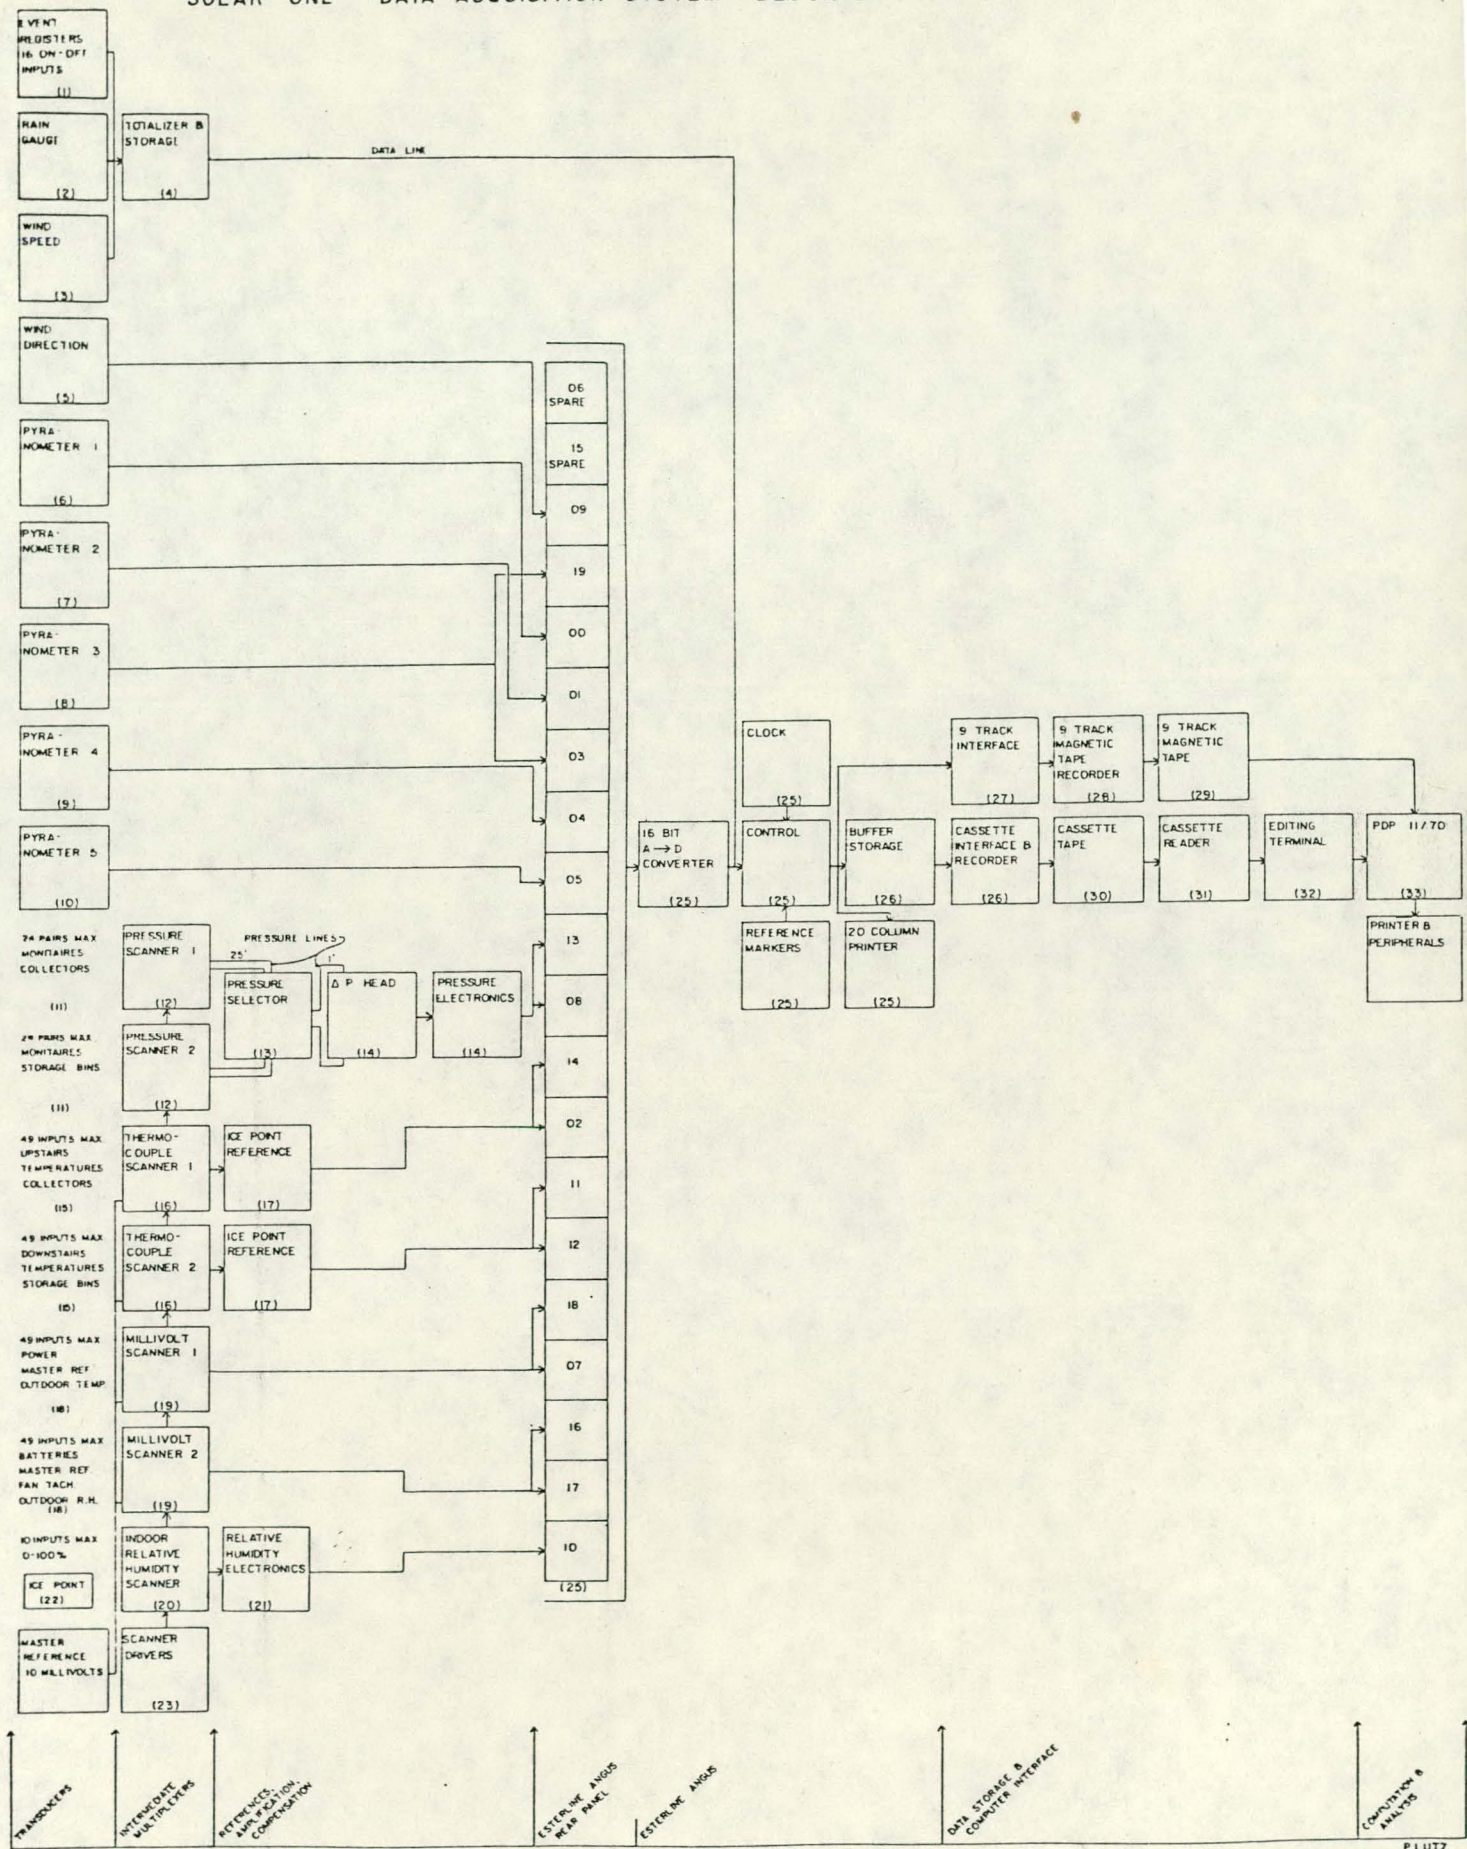 SOLAR ONE DATA ACQUISITION SYSTEM
EVENT
REGISTERS
16 ON-OFF
INPUTS
(1)
RAIN
GAUGE
(2)
TOTALIZER &
STORAGE
(4)
DATA LINE
WIND
SPEED
(3)
WIND
DIRECTION
(5)
PYRA-
NOMETER 1
(6)
PYRA-
NOMETER 2
(7)
PYRA-
NOMETER 3
(8)
PYRA-
NOMETER 4
(9)
PYRA-
NOMETER 5
(10)
24 PAIRS MAX
MONITAIRES
COLLECTORS
(11)
PRESSURE
SCANNER 1
(12)
PRESSURE LINES
25'
1'
PRESSURE
SELECTOR
(13)
Δ P HEAD
(14)
PRESSURE
ELECTRONICS
(14)
24 PAIRS MAX
MONITAIRES
STORAGE BINS
(11)
PRESSURE
SCANNER 2
(12)
49 INPUTS MAX
UPSTAIRS
TEMPERATURES
COLLECTORS
(15)
THERMO-
COUPLE
SCANNER 1
(16)
ICE POINT
REFERENCE
(17)
49 INPUTS MAX
DOWNSTAIRS
TEMPERATURES
STORAGE BINS
(15)
THERMO-
COUPLE
SCANNER 2
(16)
ICE POINT
REFERENCE
(17)
49 INPUTS MAX
POWER
MASTER REF.
OUTDOOR TEMP.
(18)
MILLIVOLT
SCANNER 1
(19)
49 INPUTS MAX
BATTERIES
MASTER REF.
FAN TACH.
OUTDOOR R.H.
(18)
MILLIVOLT
SCANNER 2
(19)
10 INPUTS MAX
0-100%
ICE POINT
(22)
INDOOR
RELATIVE
HUMIDITY
SCANNER
(20)
RELATIVE
HUMIDITY
ELECTRONICS
(21)
MASTER
REFERENCE
10 MILLIVOLTS
SCANNER
DRIVERS
(23)
06
SPARE
15
SPARE
09
19
00
01
03
04
05
13
08
14
02
11
12
18
07
16
17
10
(25)
16 BIT
A → D
CONVERTER
(25)
CLOCK
(25)
CONTROL
(25)
REFERENCE
MARKERS
(25)
BUFFER
STORAGE
(26)
20 COLUMN
PRINTER
(25)
9 TRACK
INTERFACE
(27)
9 TRACK
MAGNETIC
TAPE
RECORDER
(28)
9 TRACK
MAGNETIC
TAPE
(29)
CASSETTE
INTERFACE &
RECORDER
(26)
CASSETTE
TAPE
(30)
CASSETTE
READER
(31)
EDITING
TERMINAL
(32)
PDP 11/70
(33)
PRINTER &
PERIPHERALS
TRANSDUCERS
INTERMEDIATE
MULTIPLEXERS
REFERENCES,
AMPLIFICATION,
COMPENSATION
ESTERLINE ANGUS
REAR PANEL
ESTERLINE ANGUS
DATA STORAGE &
COMPUTER INTERFACE
COMPUTATION &
ANALYSIS
P. LUTZ